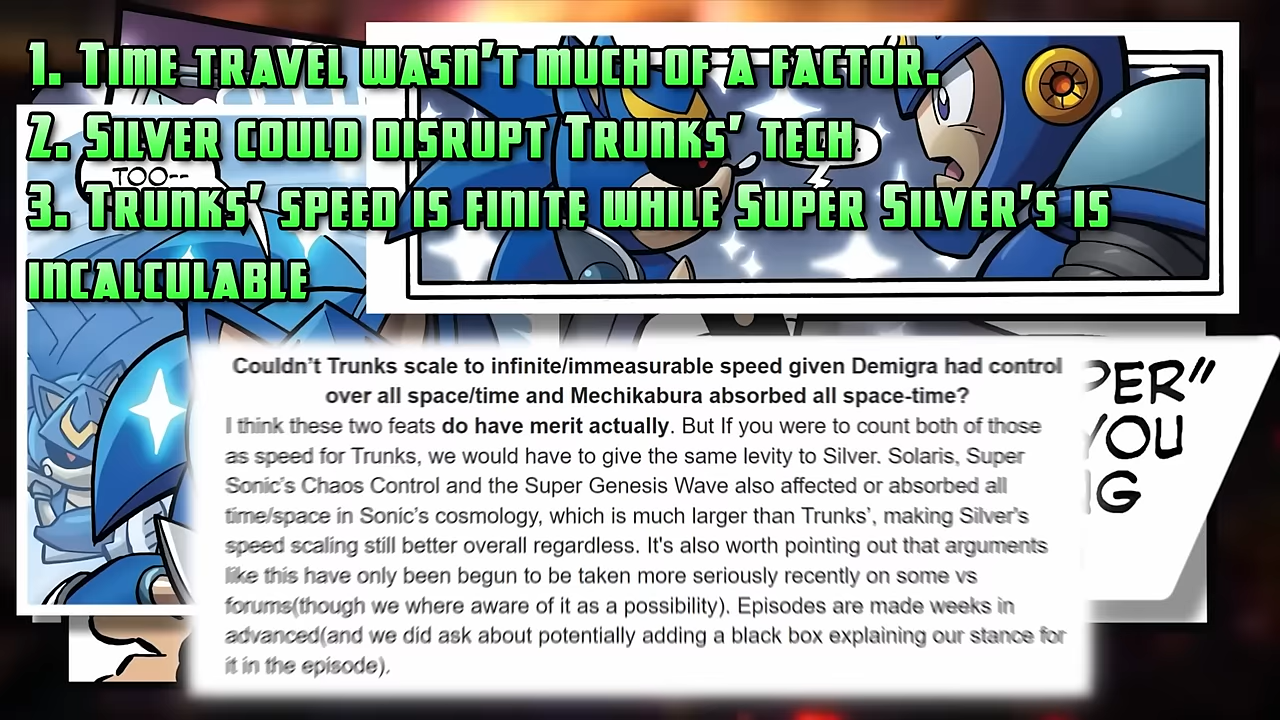 1. Time travel wasn't much of a factor.
2. Silver could disrupt Trunks' tech
3. Trunks' speed is finite while Super Silver's is
incalculable
TOO--
Couldn't Trunks scale to infinite/immeasurable speed given Demigra had control
over all space/time and Mechikabura absorbed all space-time?
I think these two feats do have merit actually. But If you were to count both of those
as speed for Trunks, we would have to give the same levity to Silver. Solaris, Super
Sonic's Chaos Control and the Super Genesis Wave also affected or absorbed all
time/space in Sonic's cosmology, which is much larger than Trunks', making Silver's
speed scaling still better overall regardless. It's also worth pointing out that arguments
like this have only been begun to be taken more seriously recently on some vs
forums(though we where aware of it as a possibility). Episodes are made weeks in
advanced(and we did ask about potentially adding a black box explaining our stance for
it in the episode).
PER"
YOU